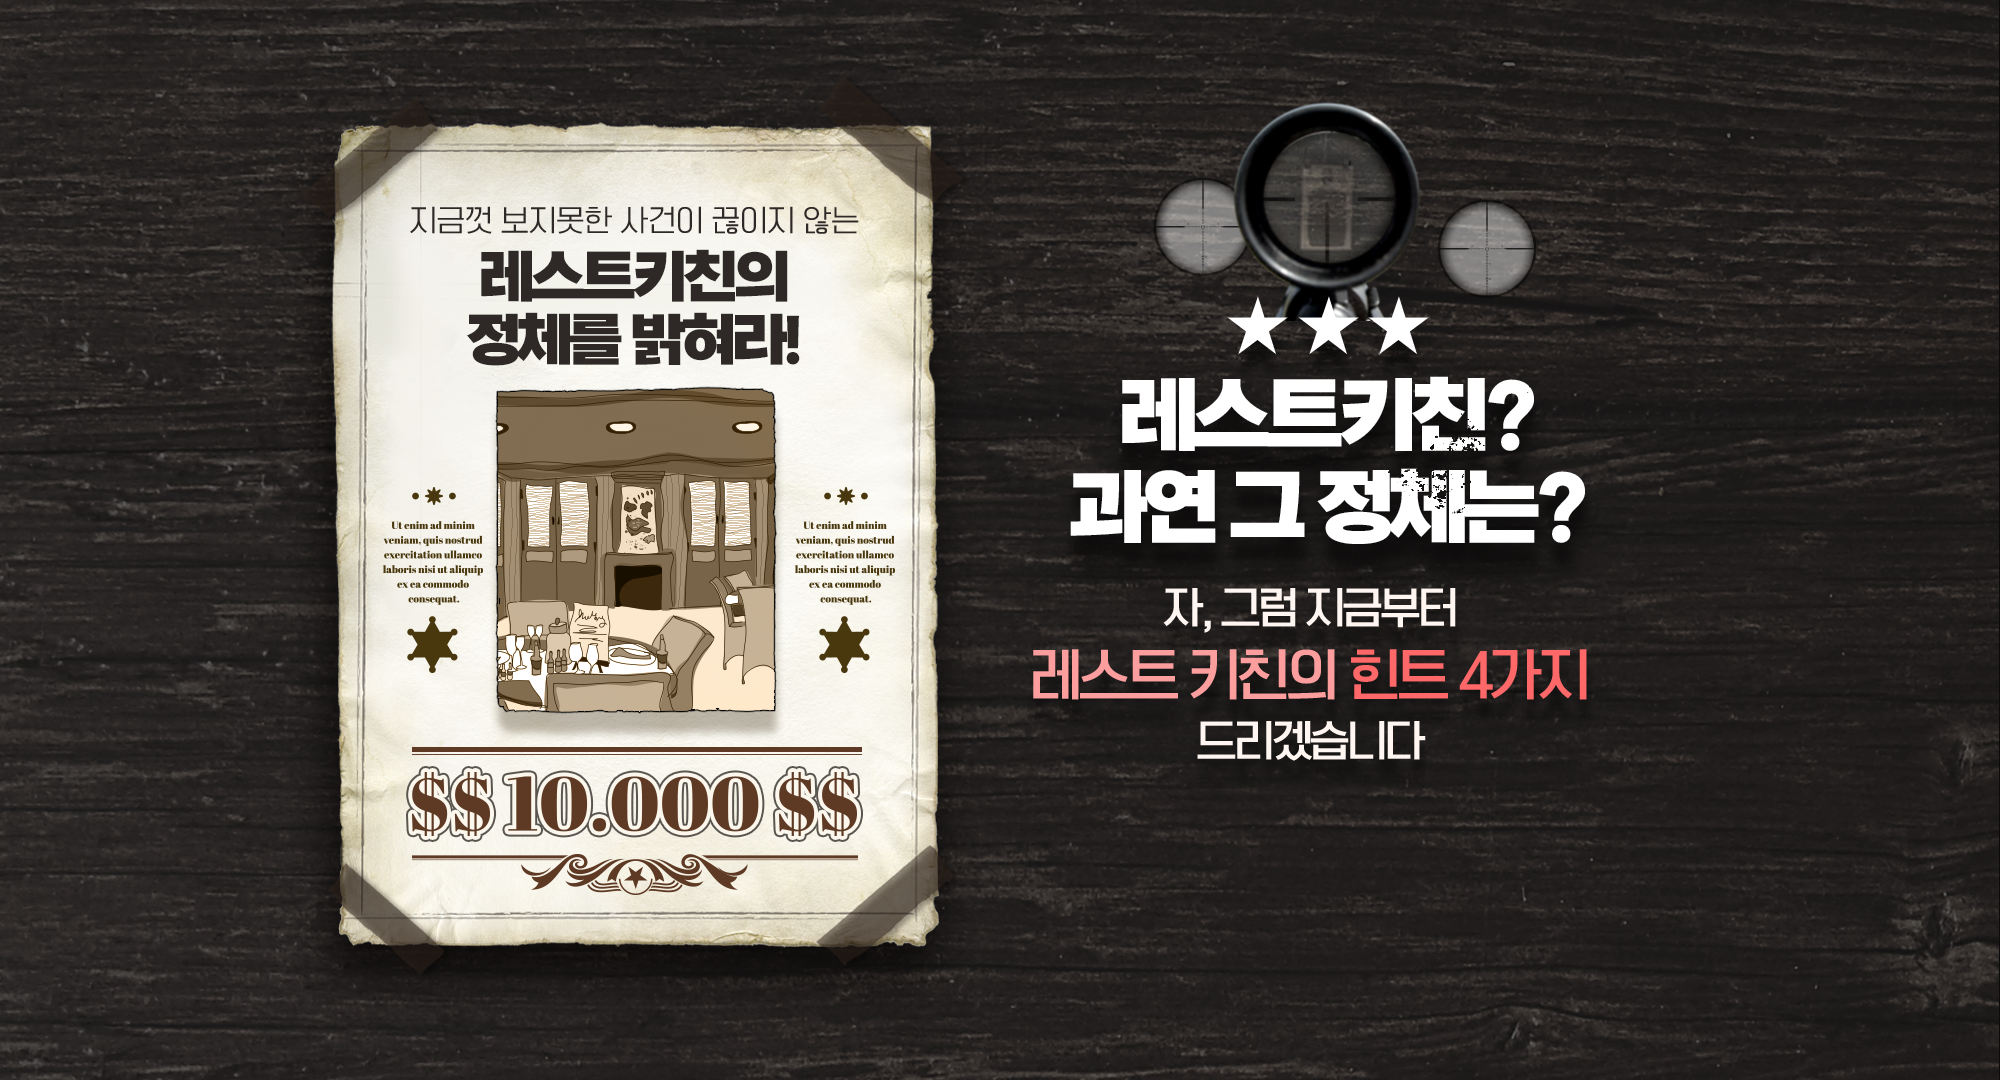 지금껏 보지못한 사건이 끊이지 않는
레스트키친의
정체를 밝혀라!
Ut enim ad minim
veniam, quis nostrud
exercitation ullamco
laboris nisi ut aliquip
ex ea commodo
consequat.
Ut enim ad minim
veniam, quis nostrud
exercitation ullamco
laboris nisi ut aliquip
ex ea commodo
consequat.
$$ 10.000 $$
레스트키친?
과연 그 정체는?
자, 그럼 지금부터
레스트 키친의 힌트 4가지
드리겠습니다